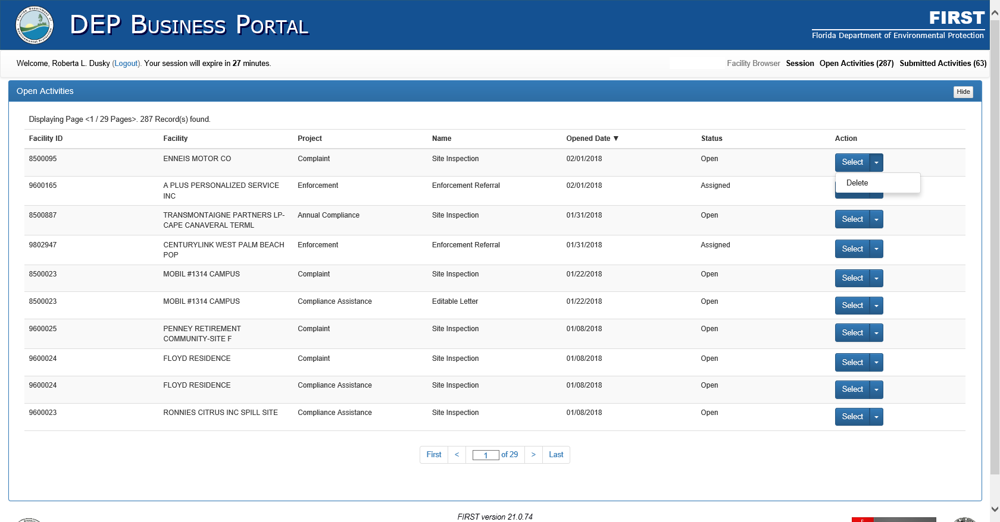 DEP BUSINESS PORTAL
FIRST
Florida Department of Environmental Protection
Welcome, Roberta L. Dusky (Logout). Your session will expire in 27 minutes.
Facility Browser Session Open Activities (287) Submitted Activities (63)
Open Activities
Hide
Displaying Page <1 / 29 Pages>. 287 Record(s) found.
Facility ID Facility Project Name Opened Date ▼ Status Action
8500095 ENNEIS MOTOR CO Complaint Site Inspection 02/01/2018 Open Select
Delete
9600165 A PLUS PERSONALIZED SERVICE Enforcement Enforcement Referral 02/01/2018 Assigned
INC
8500887 TRANSMONTAIGNE PARTNERS LP- Annual Compliance Site Inspection 01/31/2018 Open Select
CAPE CANAVERAL TERML
9802947 CENTURYLINK WEST PALM BEACH Enforcement Enforcement Referral 01/31/2018 Assigned Select
POP
8500023 MOBIL #1314 CAMPUS Complaint Site Inspection 01/22/2018 Open Select
8500023 MOBIL #1314 CAMPUS Compliance Assistance Editable Letter 01/22/2018 Open Select
9600025 PENNEY RETIREMENT Complaint Site Inspection 01/08/2018 Open Select
COMMUNITY-SITE F
9600024 FLOYD RESIDENCE Complaint Site Inspection 01/08/2018 Open Select
9600024 FLOYD RESIDENCE Compliance Assistance Site Inspection 01/08/2018 Open Select
9600023 RONNIES CITRUS INC SPILL SITE Compliance Assistance Site Inspection 01/08/2018 Open Select
First < 1 of 29 > Last
FIRST version 21.0.74